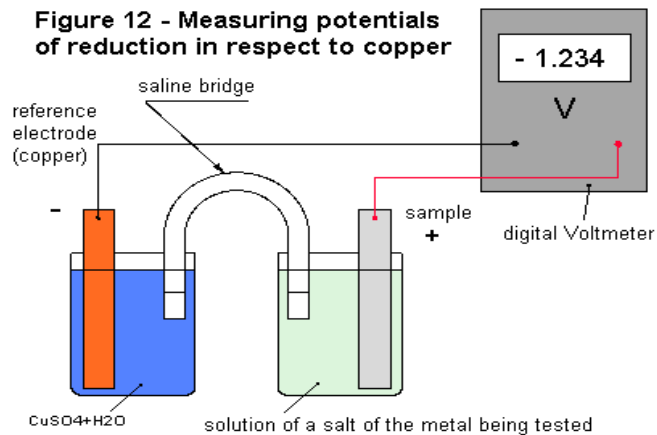 Figure 12 - Measuring potentials
of reduction in respect to copper
saline bridge
reference
electrode
(copper)
- 1.234
V
-
sample
+
digital Voltmeter
CuSO4+H2O
solution of a salt of the metal being tested